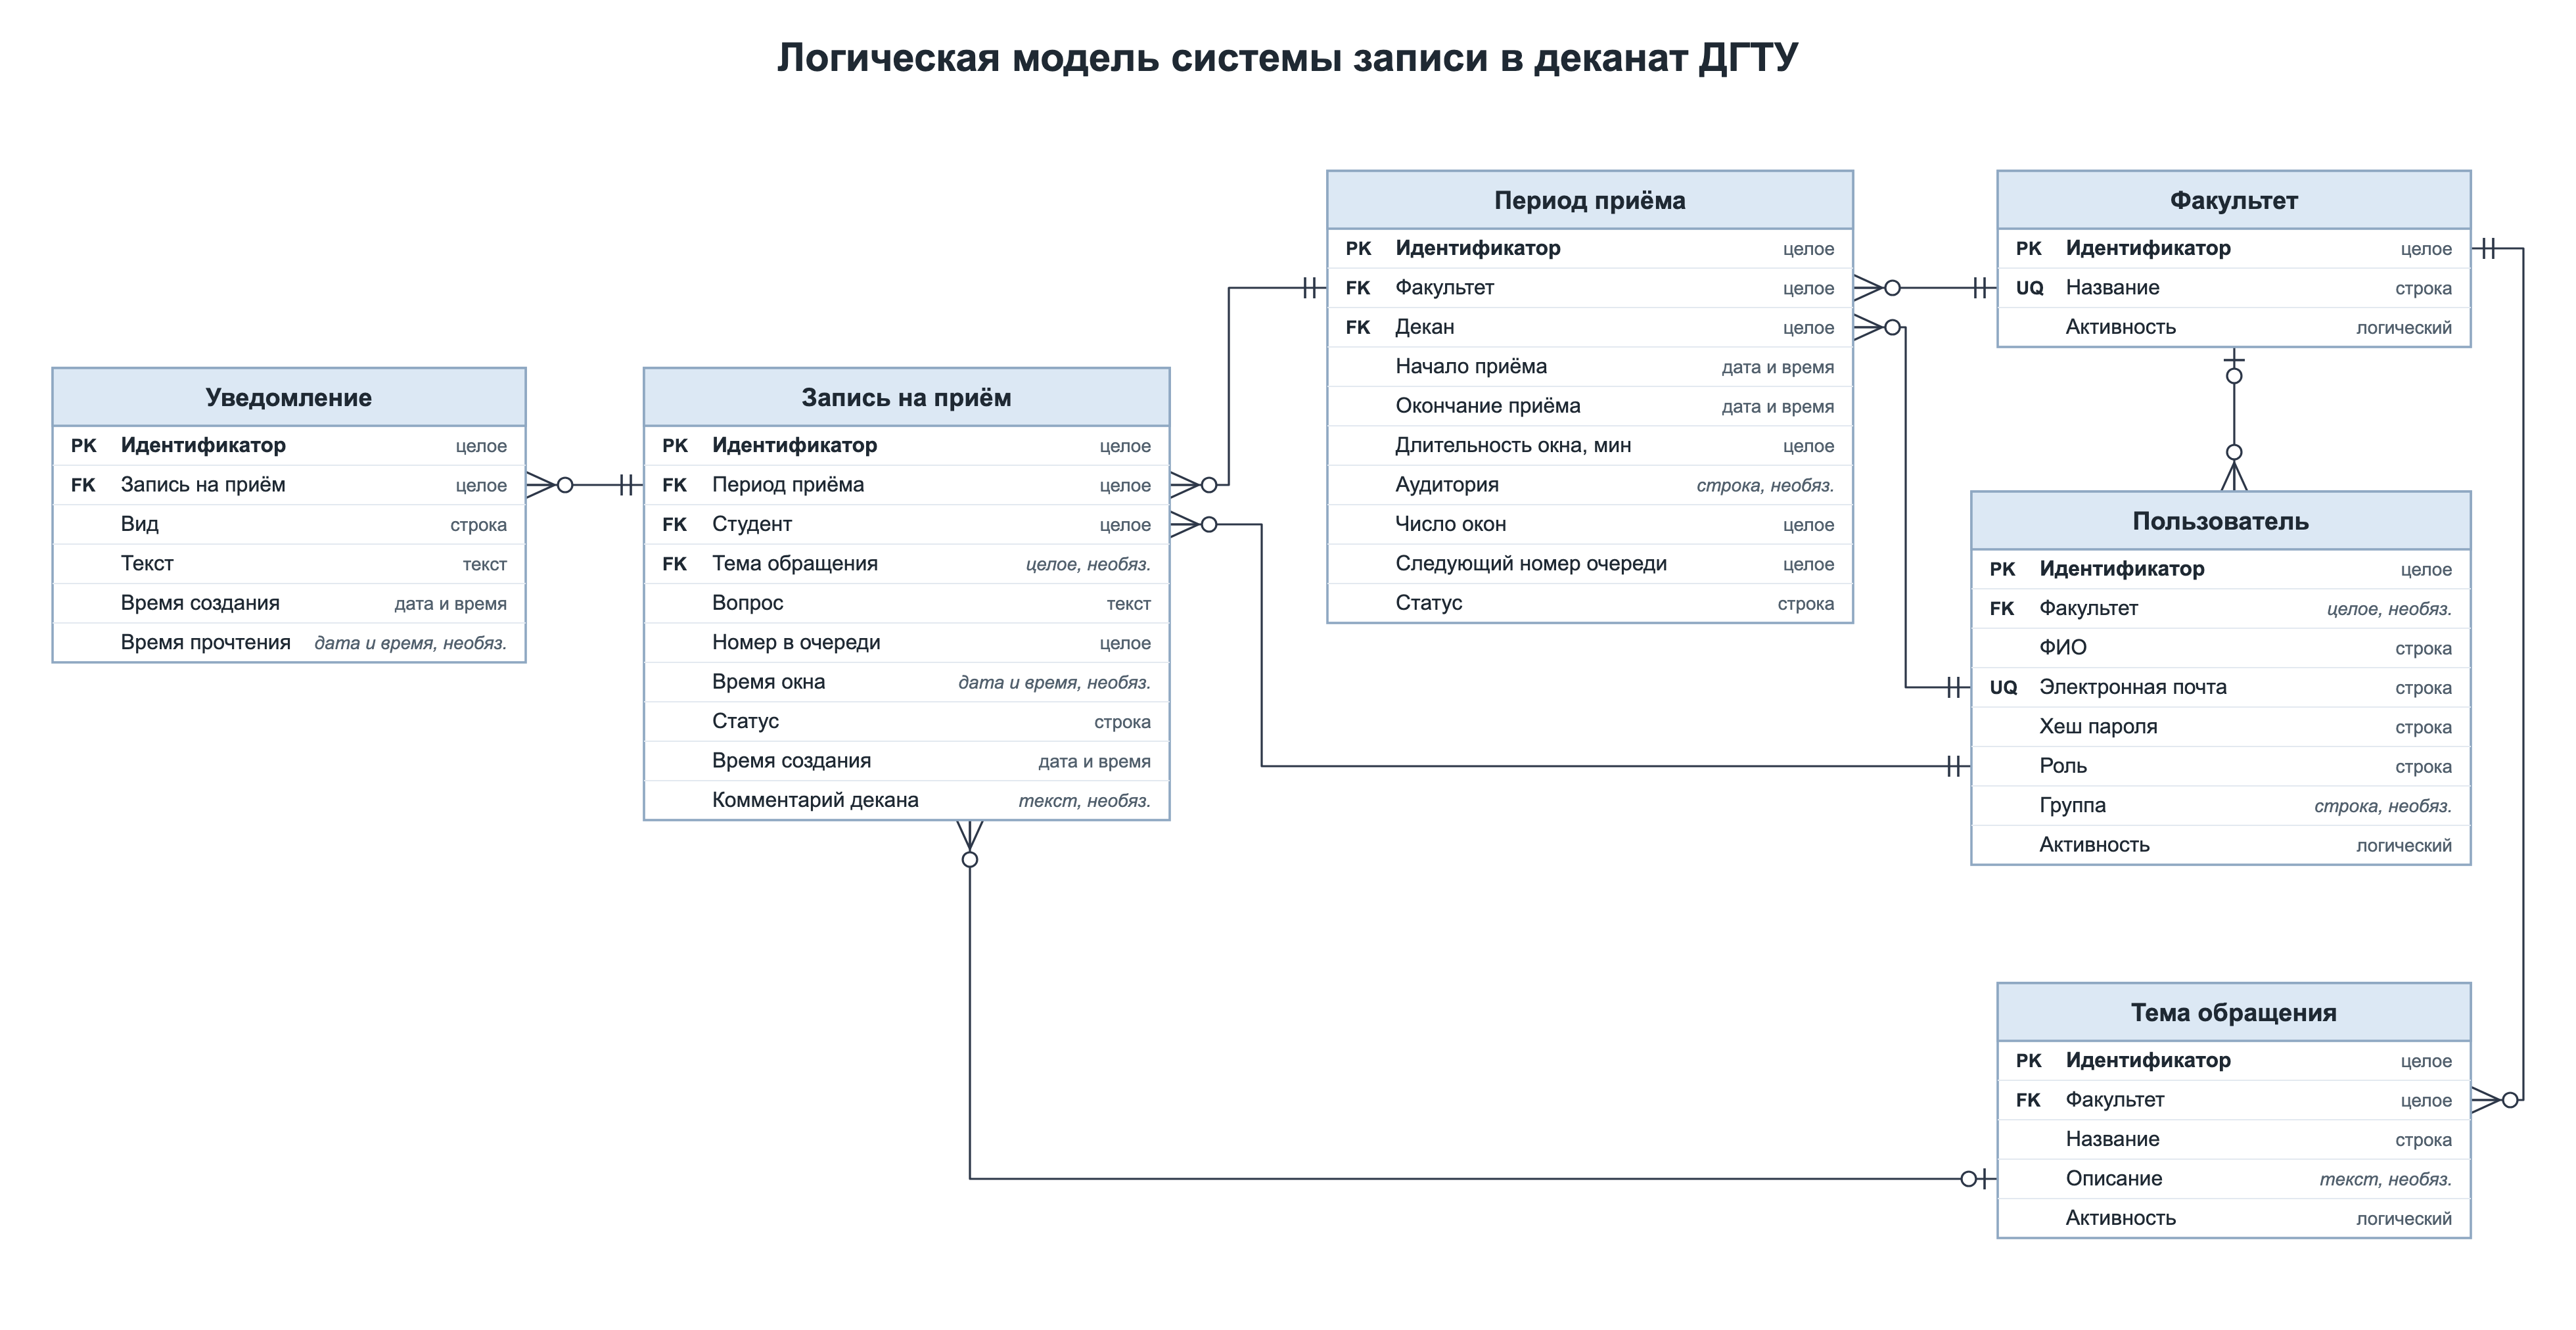 Логическая модель системы записи в деканат ДГТУ
Уведомление
PK Идентификатор целое
FK Запись на приём целое
Вид строка
Текст текст
Время создания дата и время
Время прочтения дата и время, необяз.
Запись на приём
PK Идентификатор целое
FK Период приёма целое
FK Студент целое
FK Тема обращения целое, необяз.
Вопрос текст
Номер в очереди целое
Время окна дата и время, необяз.
Статус строка
Время создания дата и время
Комментарий декана текст, необяз.
Период приёма
PK Идентификатор целое
FK Факультет целое
FK Декан целое
Начало приёма дата и время
Окончание приёма дата и время
Длительность окна, мин целое
Аудитория строка, необяз.
Число окон целое
Следующий номер очереди целое
Статус строка
Факультет
PK Идентификатор целое
UQ Название строка
Активность логический
Пользователь
PK Идентификатор целое
FK Факультет целое, необяз.
ФИО строка
UQ Электронная почта строка
Хеш пароля строка
Роль строка
Группа строка, необяз.
Активность логический
Тема обращения
PK Идентификатор целое
FK Факультет целое
Название строка
Описание текст, необяз.
Активность логический